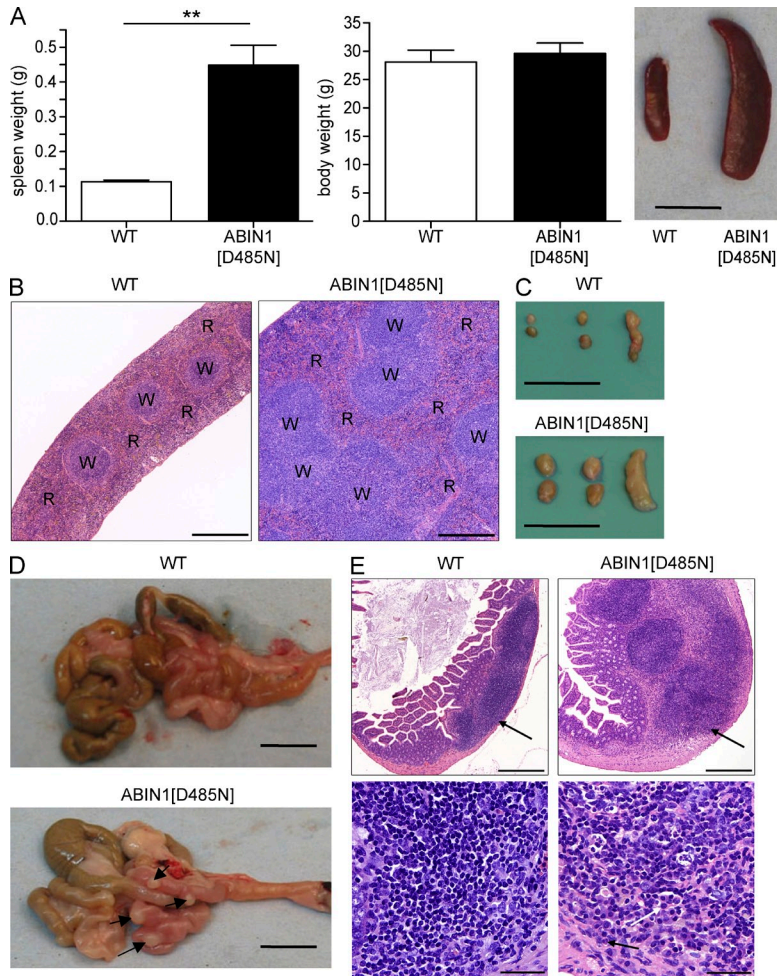 A
**
spleen weight (g)
0.5
0.4
0.3
0.4
0.1
0.0
WT
ABIN1
[D485N]
body weight (g)
35
30
25
20
15
10
5
0
WT
ABIN1
[D485N]
WT
ABIN1
[D485N]
B
WT
R
W
R
W
R
W
R
R
ABIN1[D485N]
W
R
R
W
R
W
R
W
W
W
R
C
WT
ABIN1[D485N]
D
WT
ABIN1[D485N]
E
WT
ABIN1[D485N]